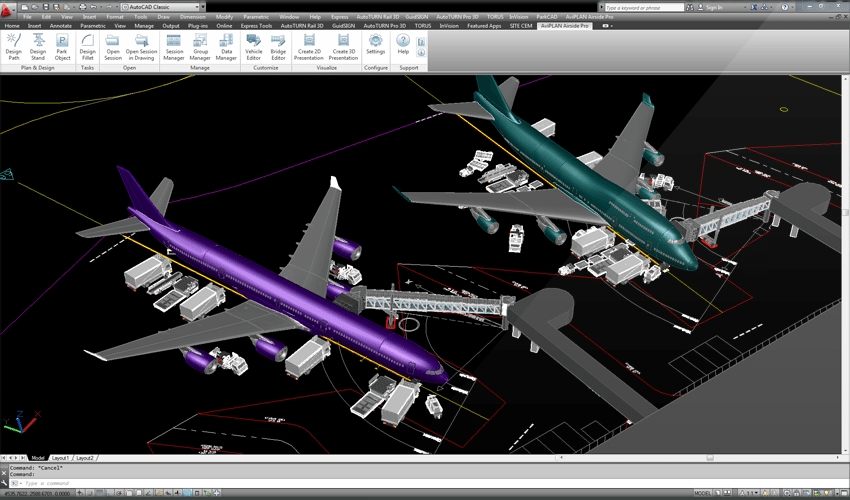 AutoCAD Classic
Type a keyword or phrase
Sign In
File Edit View Insert Format Tools Draw Dimension Modify Parametric Window Help Express AutoTURN Rail 3D GuidSIGN AutoTURN Pro 3D TORUS InVision ParkCAD AviPLAN Airside Pro
Home Insert Annotate Parametric View Manage Output Plug-ins Online Express Tools AutoTURN Rail 3D GuidSIGN AutoTURN Pro 3D TORUS InVision Featured Apps SITE CEM AviPLAN Airside Pro
Design Path
Design Stand
Park Object
Design Fillet
Open Session
Open Session in Drawing
Session Manager
Group Manager
Data Manager
Vehicle Editor
Bridge Editor
Create 2D Presentation
Create 3D Presentation
Settings
Help
Plan & Design Tasks Open Manage Customize Visualize Configure Support
Y Z X
Model Layout1 Layout2
Command: *Cancel*
Command:
Type a command
MODEL 1:1